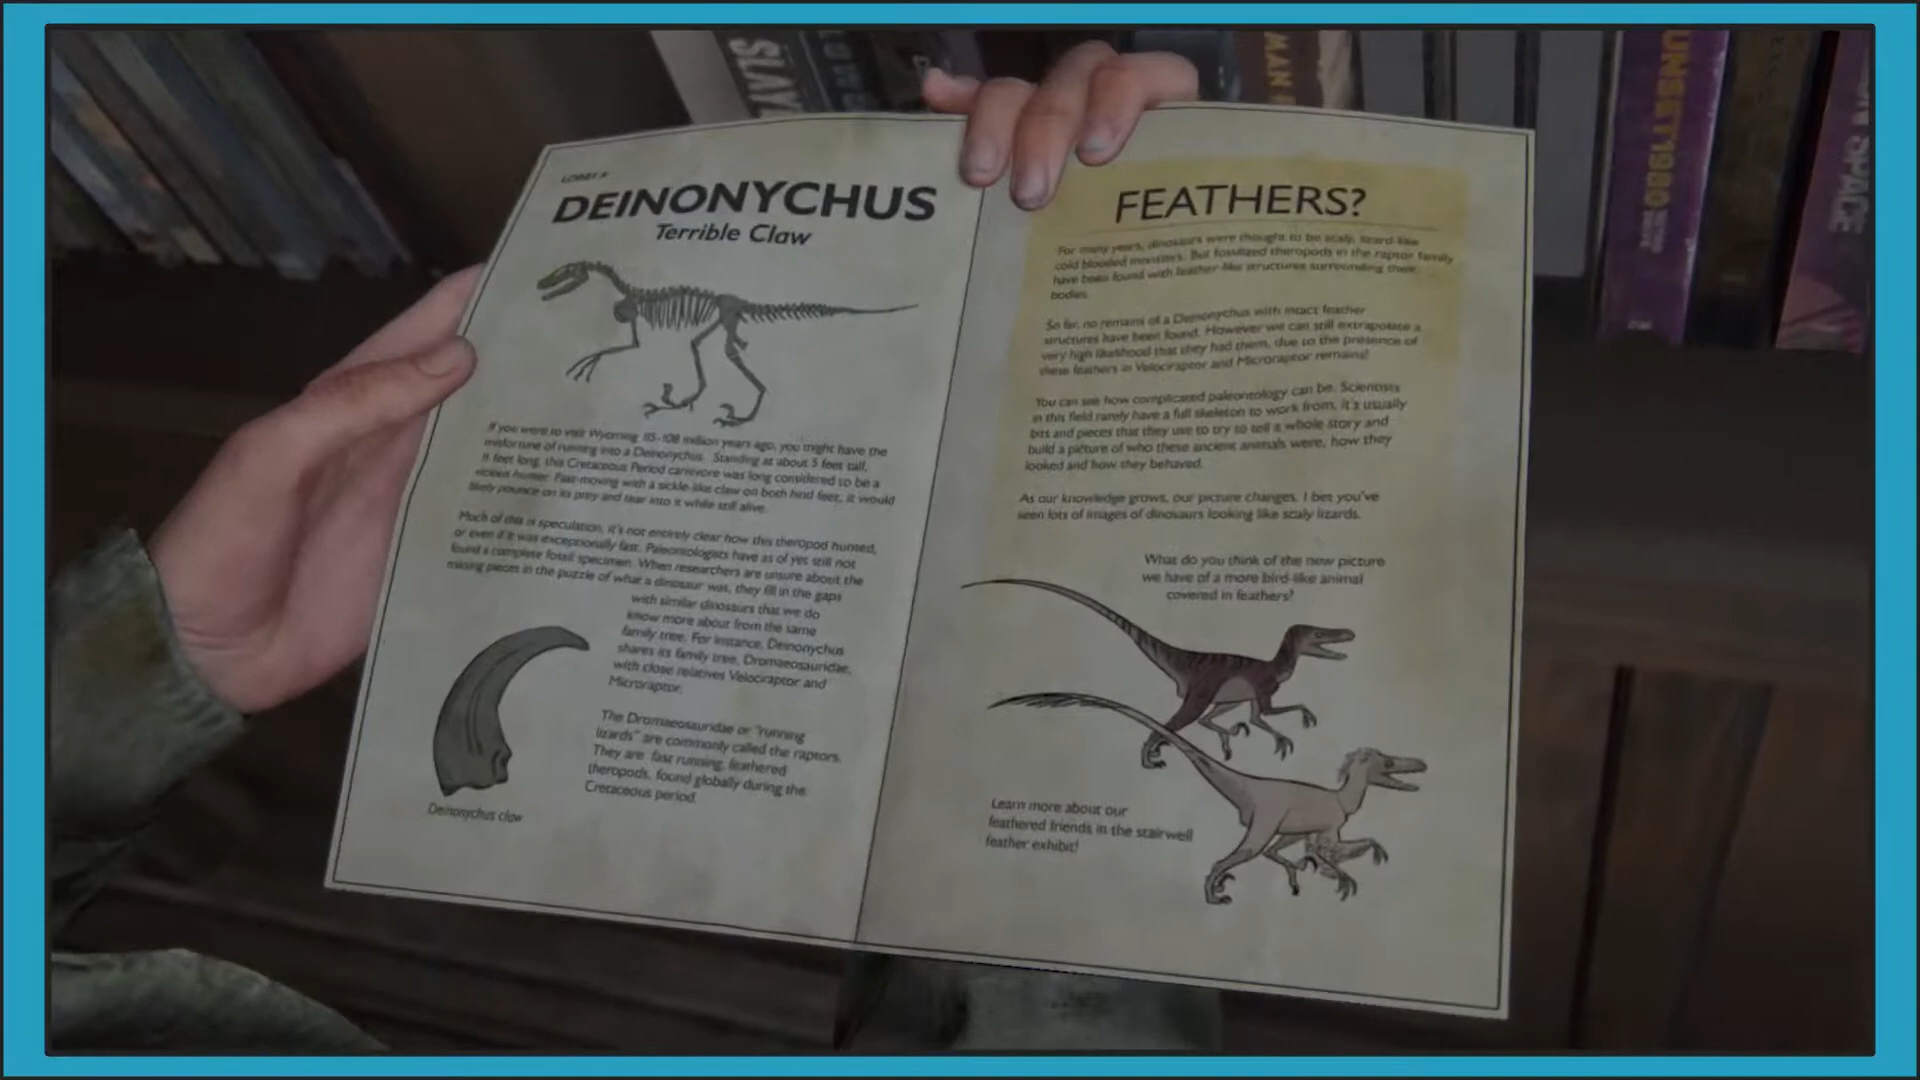 SLAY
MAN
UNSET1980
NSPACE
LOBBY A
DEINONYCHUS
Terrible Claw
If you were to visit Wyoming 115-108 million years ago, you might have the
misfortune of running into a Deinonychus. Standing at about 5 feet tall,
11 feet long, this Cretaceous Period carnivore was long considered to be a
vicious hunter. Fast-moving with a sickle-like claw on both hind feet, it would
likely pounce on its prey and tear into it while still alive.
Much of this is speculation, it's not entirely clear how this theropod hunted,
or even if it was exceptionally fast. Paleontologists have as of yet still not
found a complete fossil specimen. When researchers are unsure about the
missing pieces in the puzzle of what a dinosaur was, they fill in the gaps
with similar dinosaurs that we do
know more about from the same
family tree. For instance, Deinonychus
shares its family tree, Dromaeosauridae,
with close relatives Velociraptor and
Microraptor.
The Dromaeosauridae or "running
lizards" are commonly called the raptors.
They are fast running, feathered
theropods, found globally during the
Cretaceous period.
Deinonychus claw
FEATHERS?
For many years, dinosaurs were thought to be scaly, lizard-like
cold blooded monsters. But fossilized theropods in the raptor family
have been found with feather-like structures surrounding their
bodies.
So far, no remains of a Deinonychus with intact feather
structures have been found. However we can still extrapolate a
very high likelihood that they had them, due to the presence of
these feathers in Velociraptor and Microraptor remains!
You can see how complicated paleontology can be. Scientists
in this field rarely have a full skeleton to work from, it's usually
bits and pieces that they use to try to tell a whole story and
build a picture of who these ancient animals were, how they
looked and how they behaved.
As our knowledge grows, our picture changes. I bet you've
seen lots of images of dinosaurs looking like scaly lizards.
What do you think of the new picture
we have of a more bird-like animal
covered in feathers?
Learn more about our
feathered friends in the stairwell
feather exhibit!